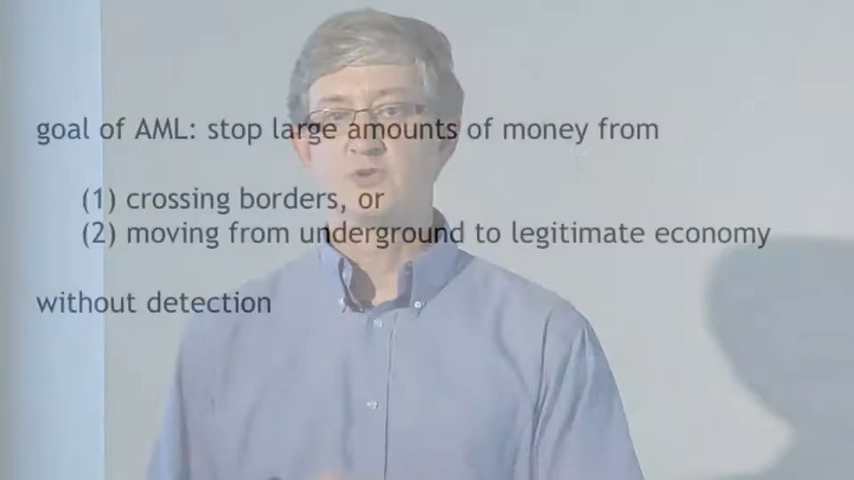 goal of AML: stop large amounts of money from
(1) crossing borders, or
(2) moving from underground to legitimate economy
without detection